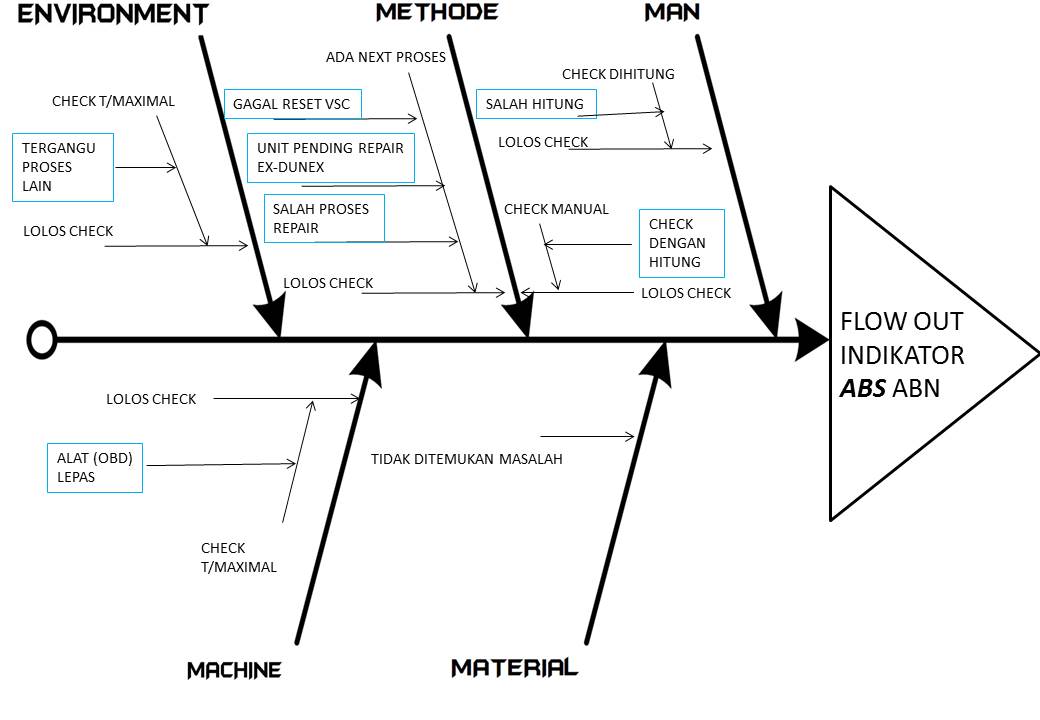 ENVIRONMENT
METHODE
MAN
ADA NEXT PROSES
CHECK DIHITUNG
CHECK T/MAXIMAL
GAGAL RESET VSC
SALAH HITUNG
TERGANGU
PROSES
LAIN
UNIT PENDING REPAIR
EX-DUNEX
LOLOS CHECK
SALAH PROSES
REPAIR
CHECK MANUAL
CHECK
DENGAN
HITUNG
LOLOS CHECK
LOLOS CHECK
LOLOS CHECK
FLOW OUT
INDIKATOR
ABS ABN
LOLOS CHECK
ALAT (OBD)
LEPAS
TIDAK DITEMUKAN MASALAH
CHECK
T/MAXIMAL
MACHINE
MATERIAL